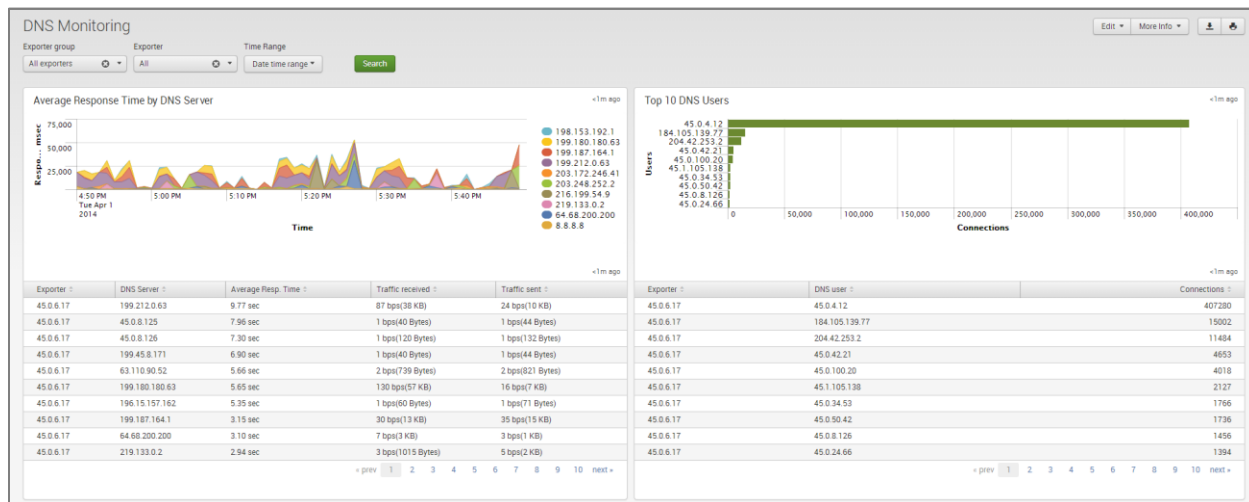 DNS Monitoring
Edit More Info
Exporter group Exporter Time Range
All exporters All Date time range Search
Average Response Time by DNS Server <1m ago
Respo... msec
75,000
50,000
25,000
4:50 PM 5:00 PM 5:10 PM 5:20 PM 5:30 PM 5:40 PM
Tue Apr 1
2014
Time
198.153.192.1
199.180.180.63
199.187.164.1
199.212.0.63
203.172.246.41
203.248.252.2
216.199.54.9
219.133.0.2
64.68.200.200
8.8.8.8
<1m ago
Exporter DNS Server Average Resp. Time Traffic received Traffic sent
45.0.6.17 199.212.0.63 9.77 sec 87 bps(38 KB) 24 bps(10 KB)
45.0.6.17 45.0.8.125 7.96 sec 1 bps(40 Bytes) 1 bps(44 Bytes)
45.0.6.17 45.0.8.126 7.30 sec 1 bps(120 Bytes) 1 bps(132 Bytes)
45.0.6.17 199.45.8.171 6.90 sec 1 bps(40 Bytes) 1 bps(44 Bytes)
45.0.6.17 63.110.90.52 5.66 sec 2 bps(739 Bytes) 2 bps(821 Bytes)
45.0.6.17 199.180.180.63 5.65 sec 130 bps(57 KB) 16 bps(7 KB)
45.0.6.17 196.15.157.162 5.35 sec 1 bps(60 Bytes) 1 bps(71 Bytes)
45.0.6.17 199.187.164.1 3.15 sec 30 bps(13 KB) 35 bps(15 KB)
45.0.6.17 64.68.200.200 3.10 sec 7 bps(3 KB) 3 bps(1 KB)
45.0.6.17 219.133.0.2 2.94 sec 3 bps(1015 Bytes) 5 bps(2 KB)
« prev 1 2 3 4 5 6 7 8 9 10 next »
Top 10 DNS Users <1m ago
Users
45.0.4.12
184.105.139.77
204.42.253.2
45.0.42.21
45.0.100.20
45.1.105.138
45.0.34.53
45.0.50.42
45.0.8.126
45.0.24.66
0 50,000 100,000 150,000 200,000 250,000 300,000 350,000 400,000
Connections
<1m ago
Exporter DNS user Connections
45.0.6.17 45.0.4.12 407280
45.0.6.17 184.105.139.77 15002
45.0.6.17 204.42.253.2 11484
45.0.6.17 45.0.42.21 4653
45.0.6.17 45.0.100.20 4018
45.0.6.17 45.1.105.138 2127
45.0.6.17 45.0.34.53 1766
45.0.6.17 45.0.50.42 1736
45.0.6.17 45.0.8.126 1456
45.0.6.17 45.0.24.66 1394
« prev 1 2 3 4 5 6 7 8 9 10 next »